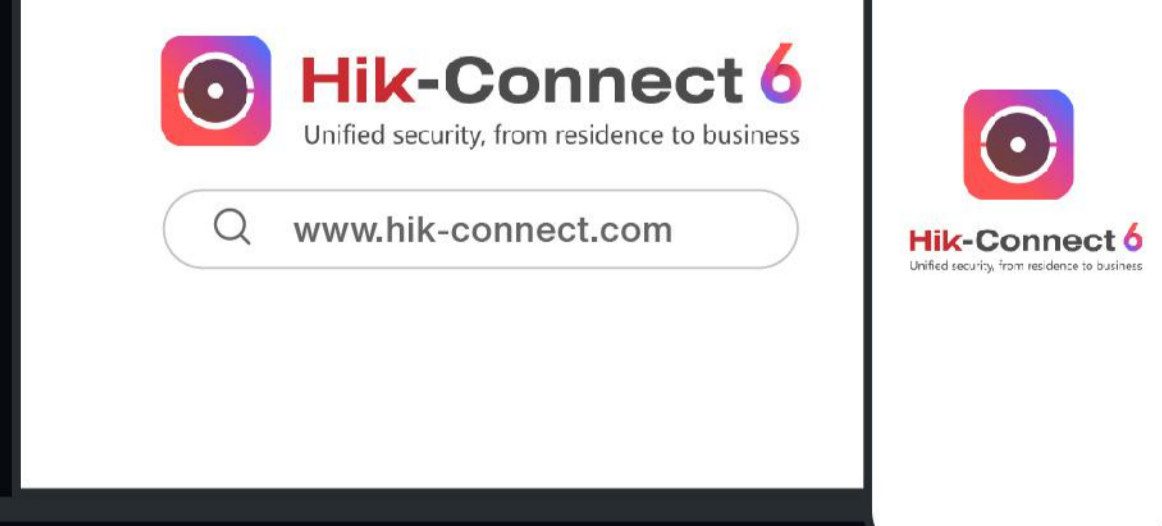 Hik-Connect 6
Unified security, from residence to business
www.hik-connect.com
Hik-Connect 6
Unified security, from residence to business